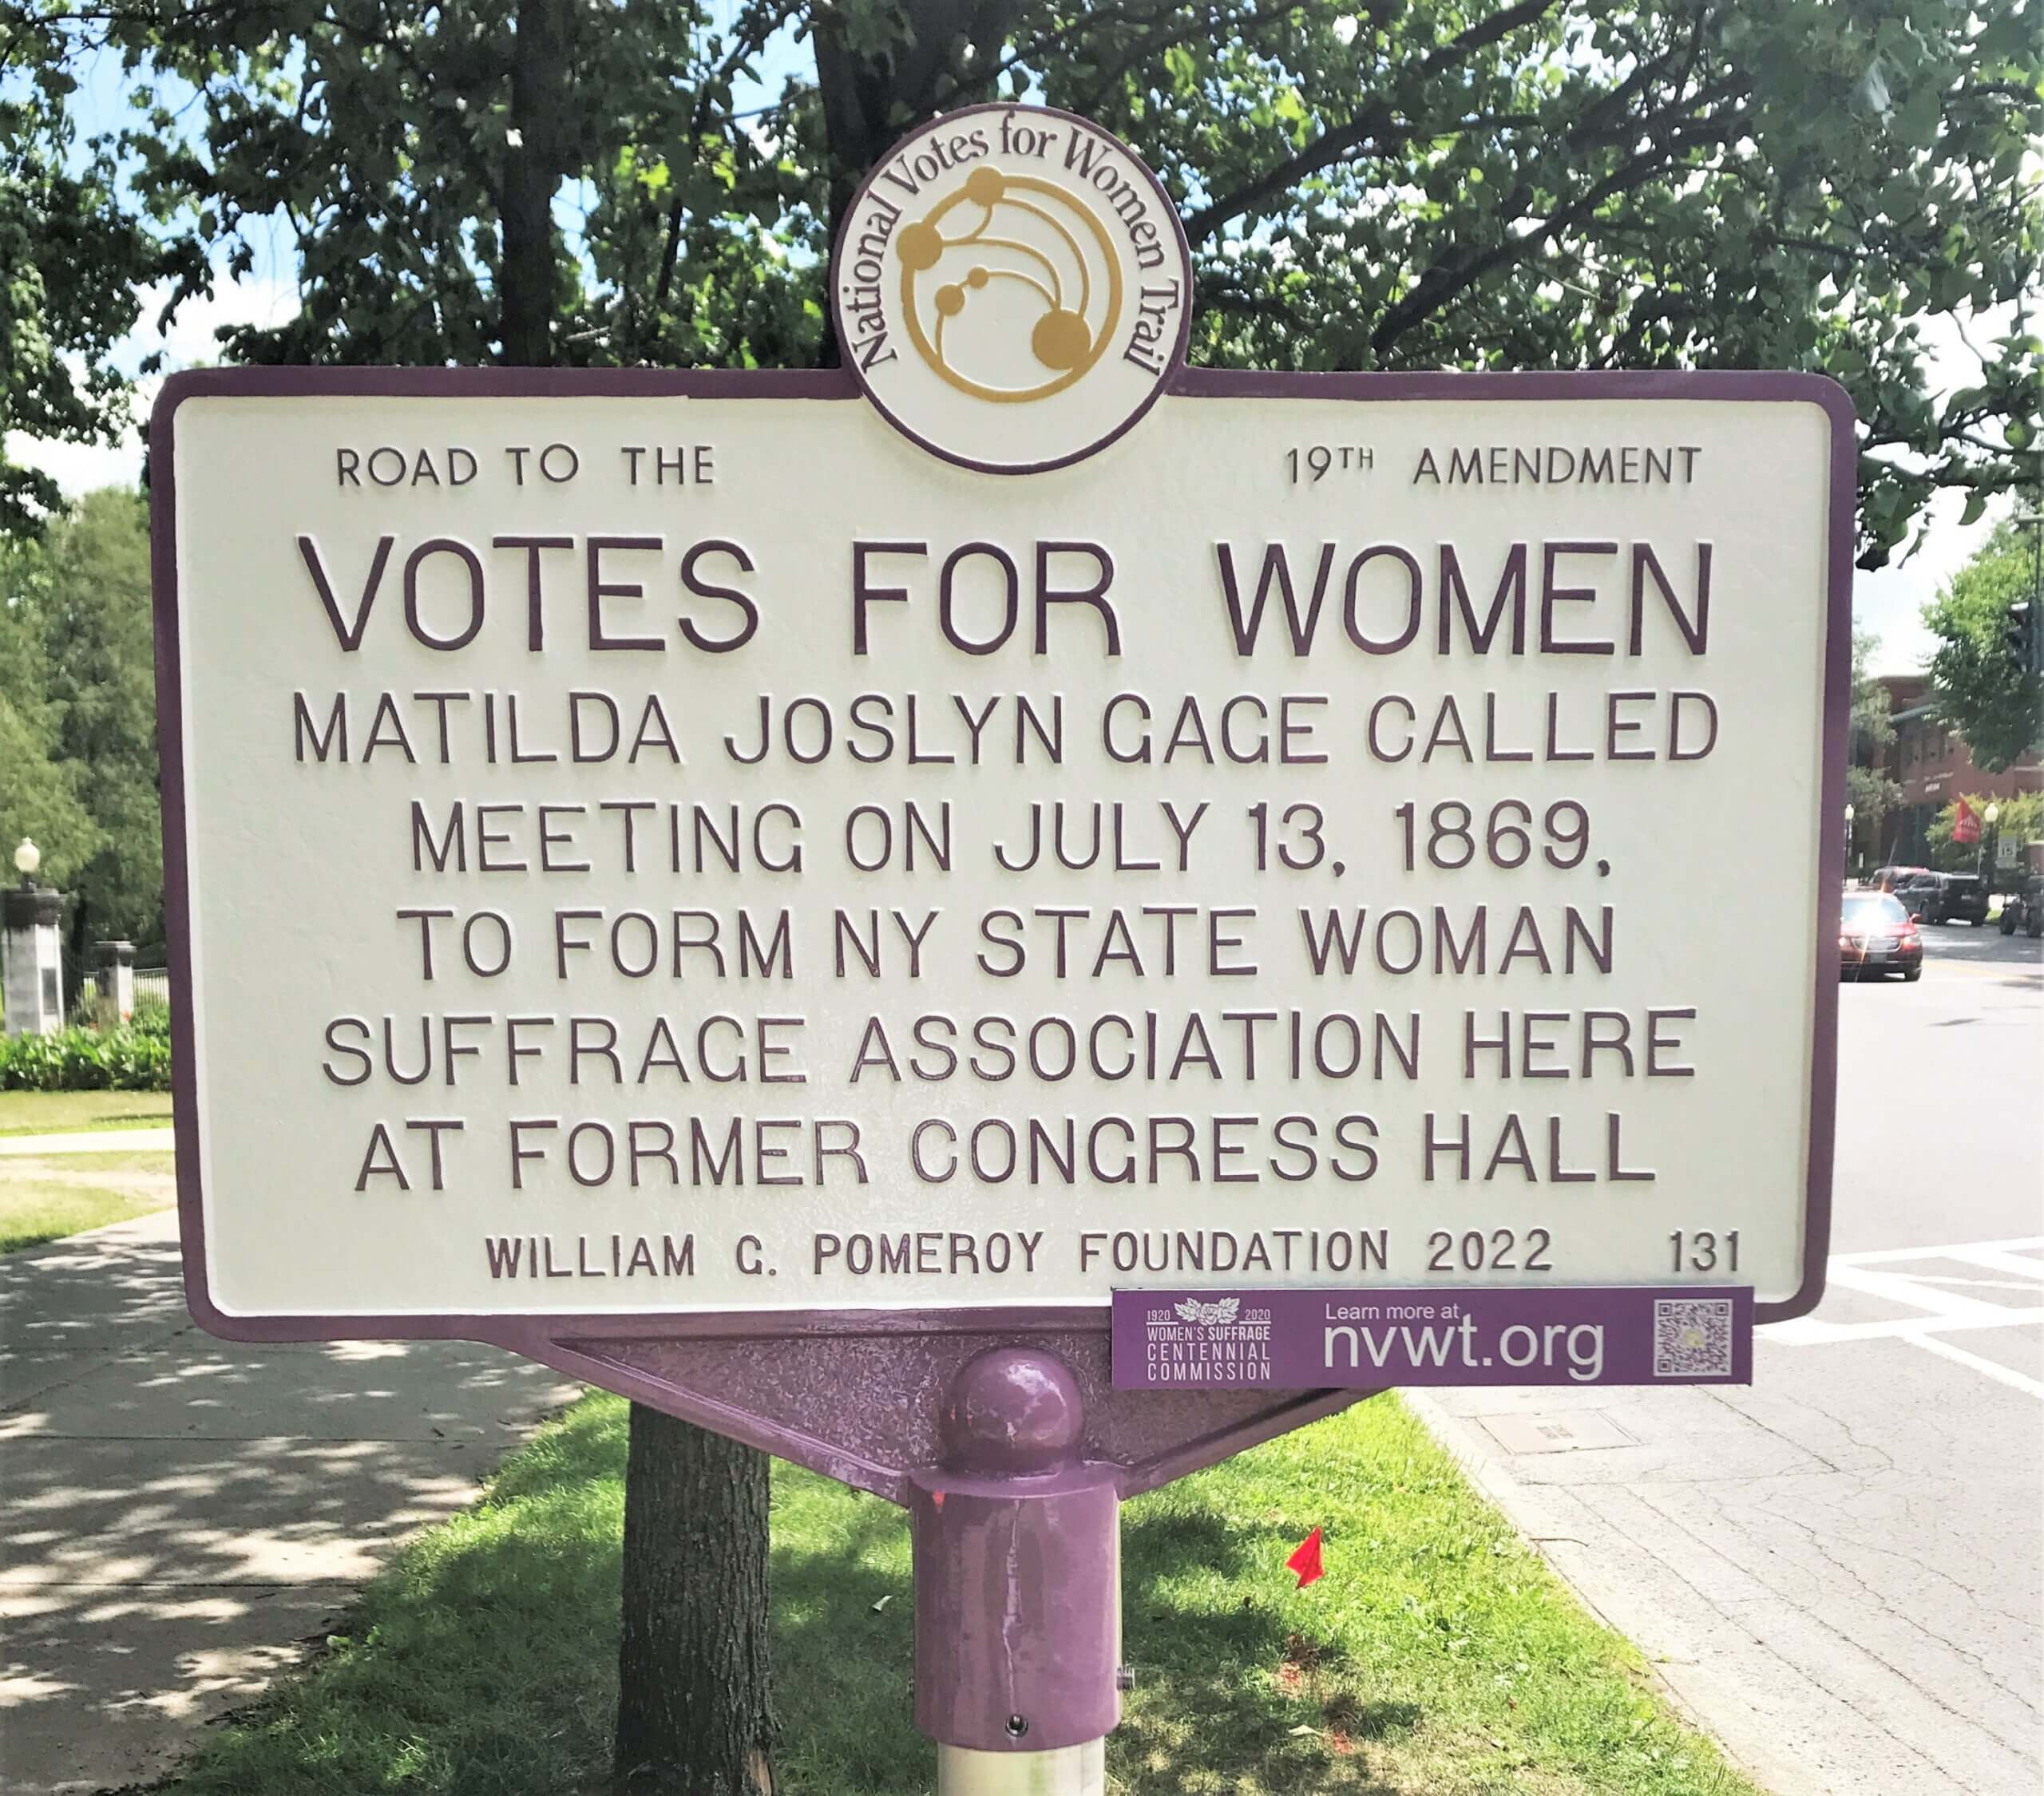 National Votes for Women Trail
ROAD TO THE 19TH AMENDMENT
VOTES FOR WOMEN
MATILDA JOSLYN GAGE CALLED
MEETING ON JULY 13, 1869,
TO FORM NY STATE WOMAN
SUFFRAGE ASSOCIATION HERE
AT FORMER CONGRESS HALL
WILLIAM G. POMEROY FOUNDATION 2022 131
1920 2020
WOMEN'S SUFFRAGE
CENTENNIAL
COMMISSION
Learn more at
nvwt.org
15